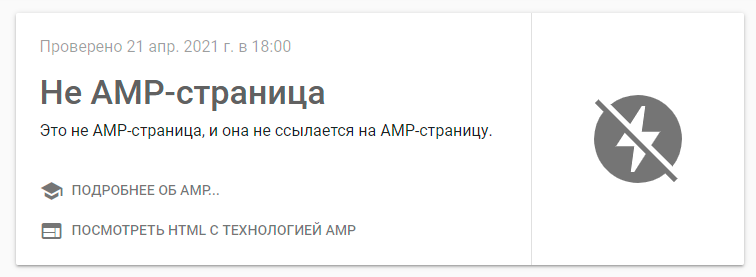 Проверено 21 апр. 2021 г. в 18:00
Не AMP-страница
Это не AMP-страница, и она не ссылается на AMP-страницу.
ПОДРОБНЕЕ ОБ AMP...
ПОСМОТРЕТЬ HTML С ТЕХНОЛОГИЕЙ AMP